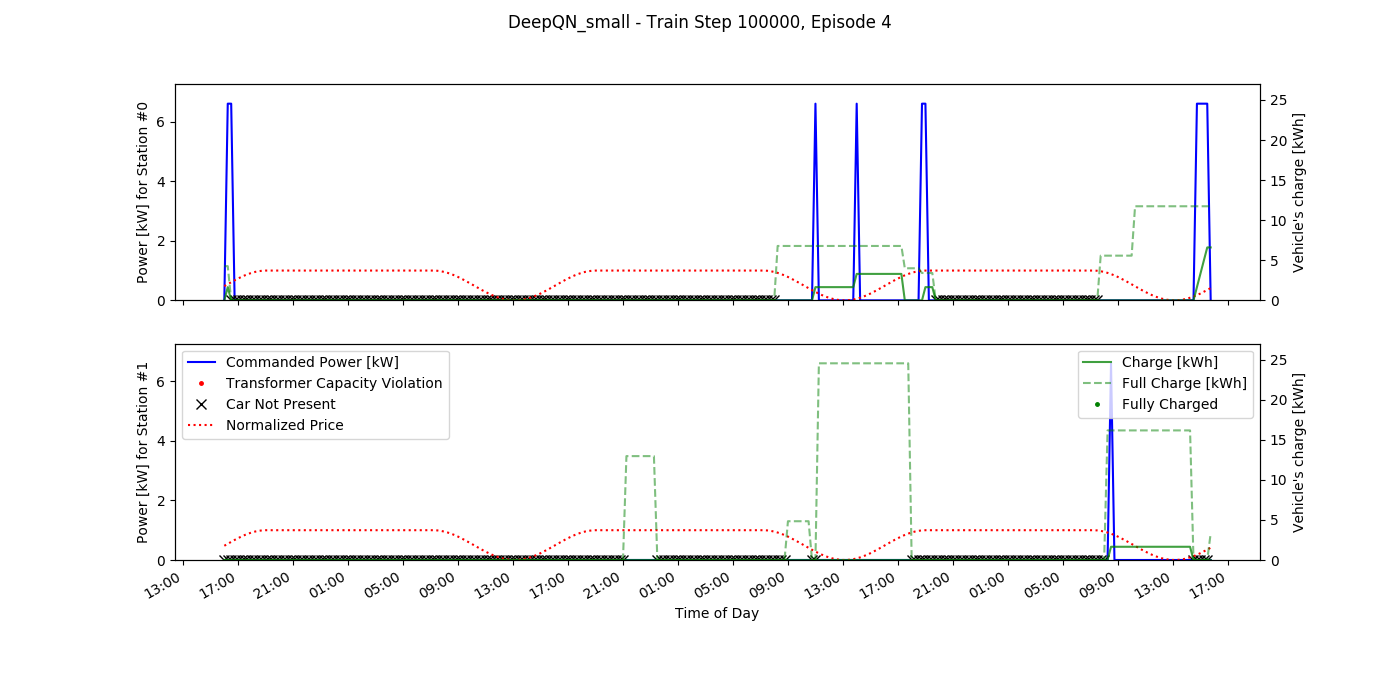 DeepQN_small - Train Step 100000, Episode 4
Power [kW] for Station #0
6
4
2
0
25
20
15
10
5
0
Vehicle's charge [kWh]
Power [kW] for Station #1
6
4
2
0
Commanded Power [kW]
Transformer Capacity Violation
Car Not Present
Normalized Price
Charge [kWh]
Full Charge [kWh]
Fully Charged
25
20
15
10
5
0
Vehicle's charge [kWh]
13:00 17:00 21:00 01:00 05:00 09:00 13:00 17:00 21:00 01:00 05:00 09:00 13:00 17:00 21:00 01:00 05:00 09:00 13:00 17:00
Time of Day